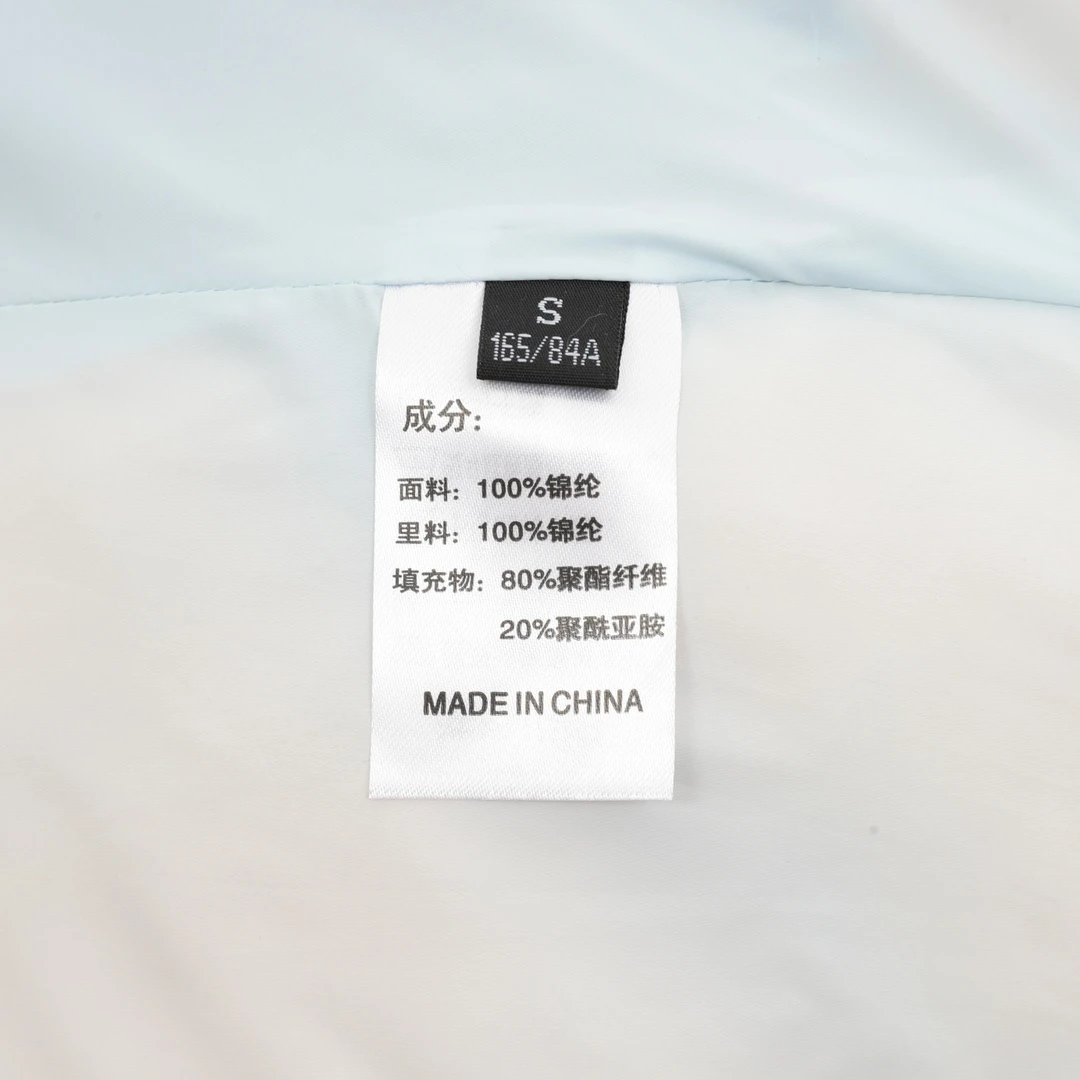 S
165/84A
成分:
面料: 100%锦纶
里料: 100%锦纶
填充物: 80%聚酯纤维
20%聚酰亚胺
MADE IN CHINA